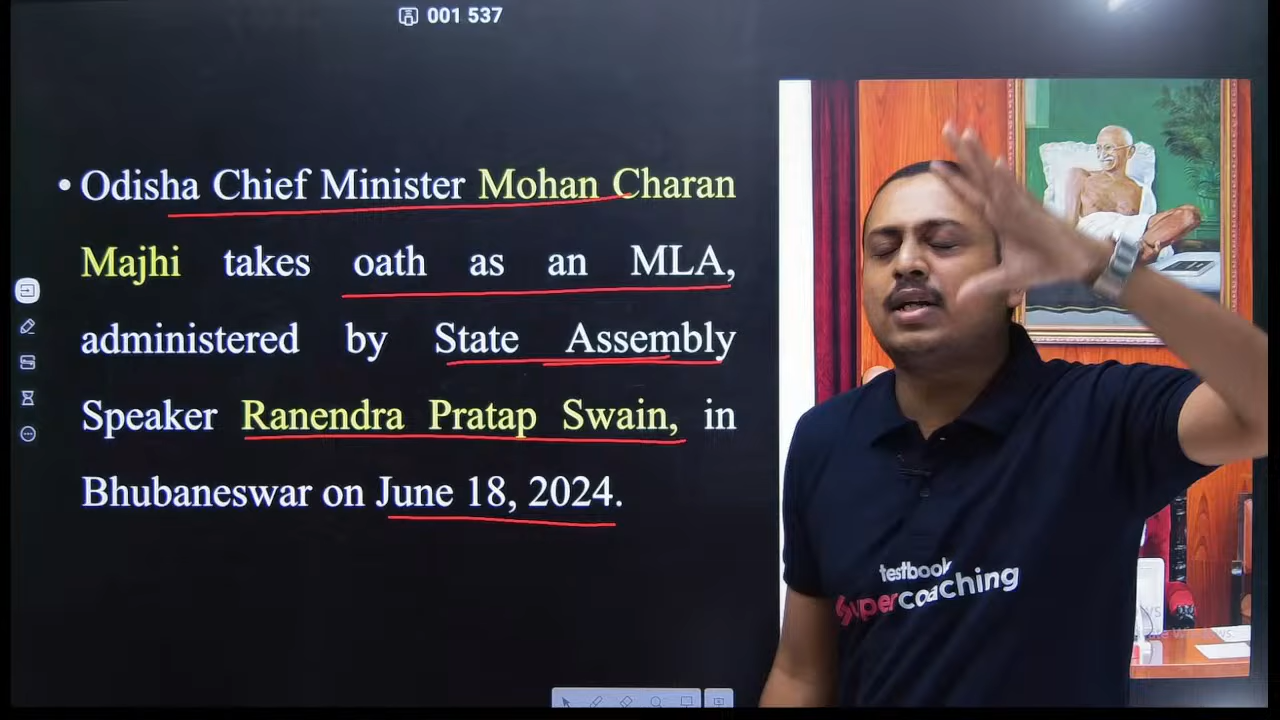 001 537
• Odisha Chief Minister Mohan Charan
Majhi takes oath as an MLA,
administered by State Assembly
Speaker Ranendra Pratap Swain, in
Bhubaneswar on June 18, 2024.
testbook
supercoaching